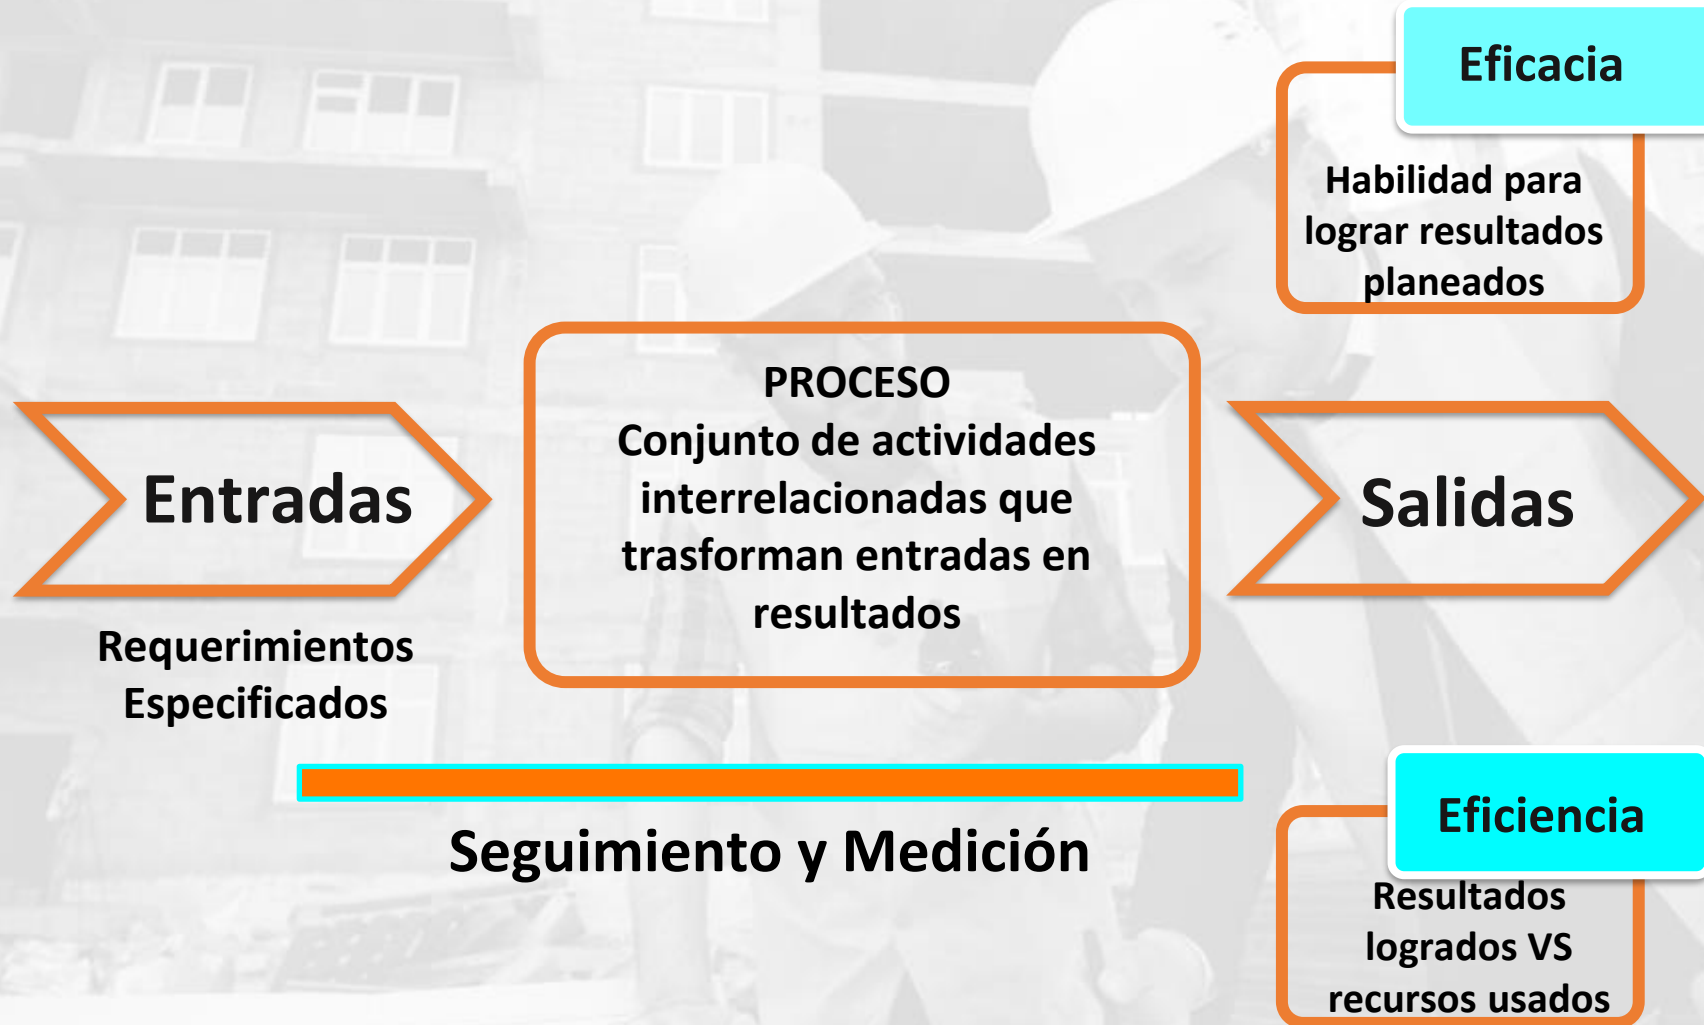 Eficacia
Habilidad para
lograr resultados
planeados
PROCESO
Conjunto de actividades
interrelacionadas que
trasforman entradas en
resultados
Entradas
Salidas
Requerimientos
Especificados
Seguimiento y Medición
Eficiencia
Resultados
logrados VS
recursos usados